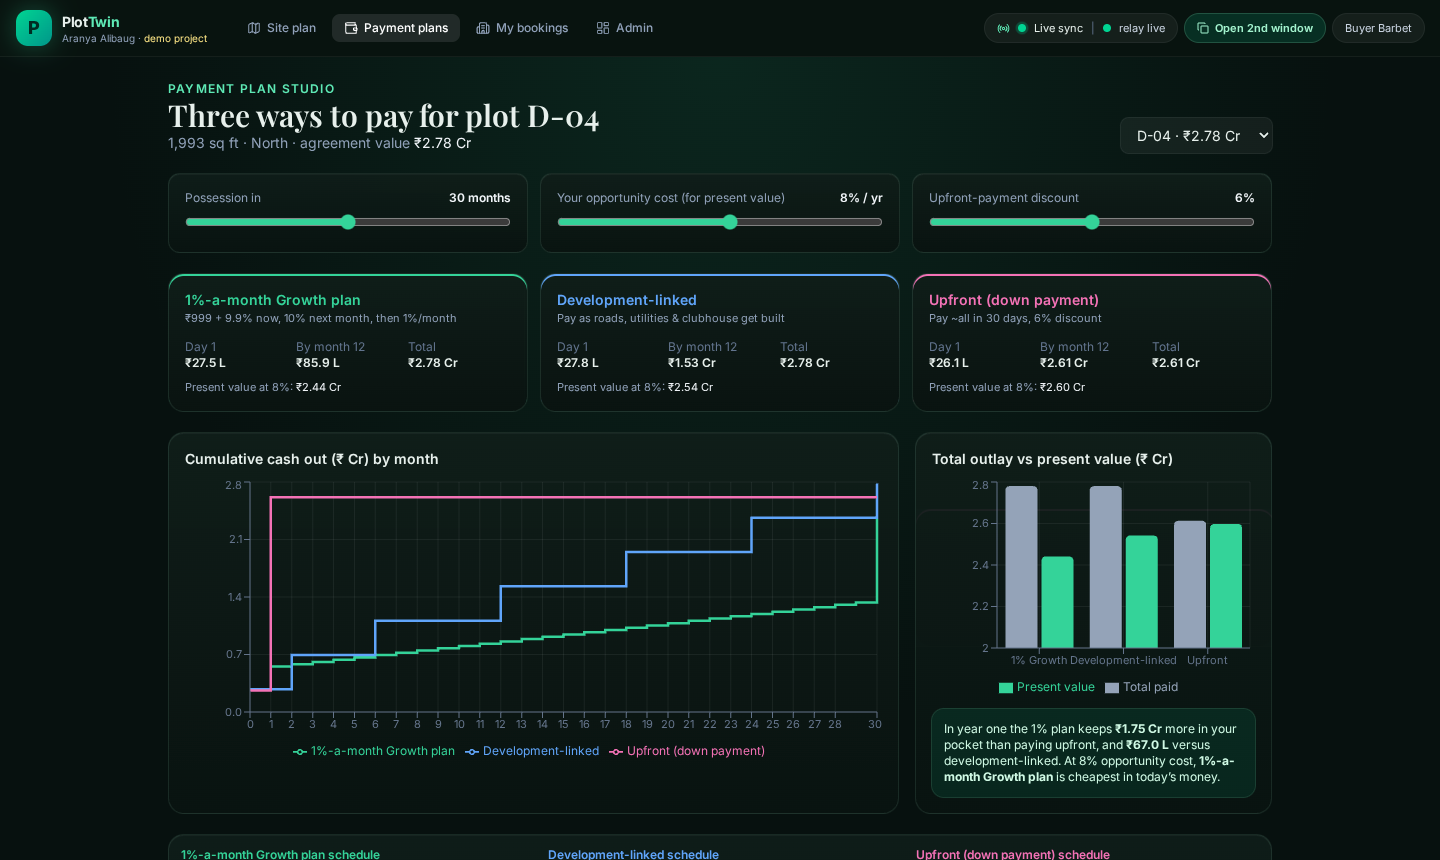 P
PlotTwin
Aranya Alibaug · demo project
Site plan
Payment plans
My bookings
Admin
Live sync | relay live
Open 2nd window
Buyer Barbet
PAYMENT PLAN STUDIO
Three ways to pay for plot D-04
1,993 sq ft · North · agreement value ₹2.78 Cr
D-04 · ₹2.78 Cr
Possession in 30 months
Your opportunity cost (for present value) 8% / yr
Upfront-payment discount 6%
1%-a-month Growth plan
₹999 + 9.9% now, 10% next month, then 1%/month
Day 1 By month 12 Total
₹27.5 L ₹85.9 L ₹2.78 Cr
Present value at 8%: ₹2.44 Cr
Development-linked
Pay as roads, utilities & clubhouse get built
Day 1 By month 12 Total
₹27.8 L ₹1.53 Cr ₹2.78 Cr
Present value at 8%: ₹2.54 Cr
Upfront (down payment)
Pay ~all in 30 days, 6% discount
Day 1 By month 12 Total
₹26.1 L ₹2.61 Cr ₹2.61 Cr
Present value at 8%: ₹2.60 Cr
Cumulative cash out (₹ Cr) by month
2.8
2.1
1.4
0.7
0.0
0 1 2 3 4 5 6 7 8 9 10 11 12 13 14 15 16 17 18 19 20 21 22 23 24 25 26 27 28 30
1%-a-month Growth plan Development-linked Upfront (down payment)
Total outlay vs present value (₹ Cr)
2.8
2.6
2.4
2.2
2
1% Growth Development-linked Upfront
Present value Total paid
In year one the 1% plan keeps ₹1.75 Cr more in your
pocket than paying upfront, and ₹67.0 L versus
development-linked. At 8% opportunity cost, 1%-a-
month Growth plan is cheapest in today's money.
1%-a-month Growth plan schedule
Development-linked schedule
Upfront (down payment) schedule